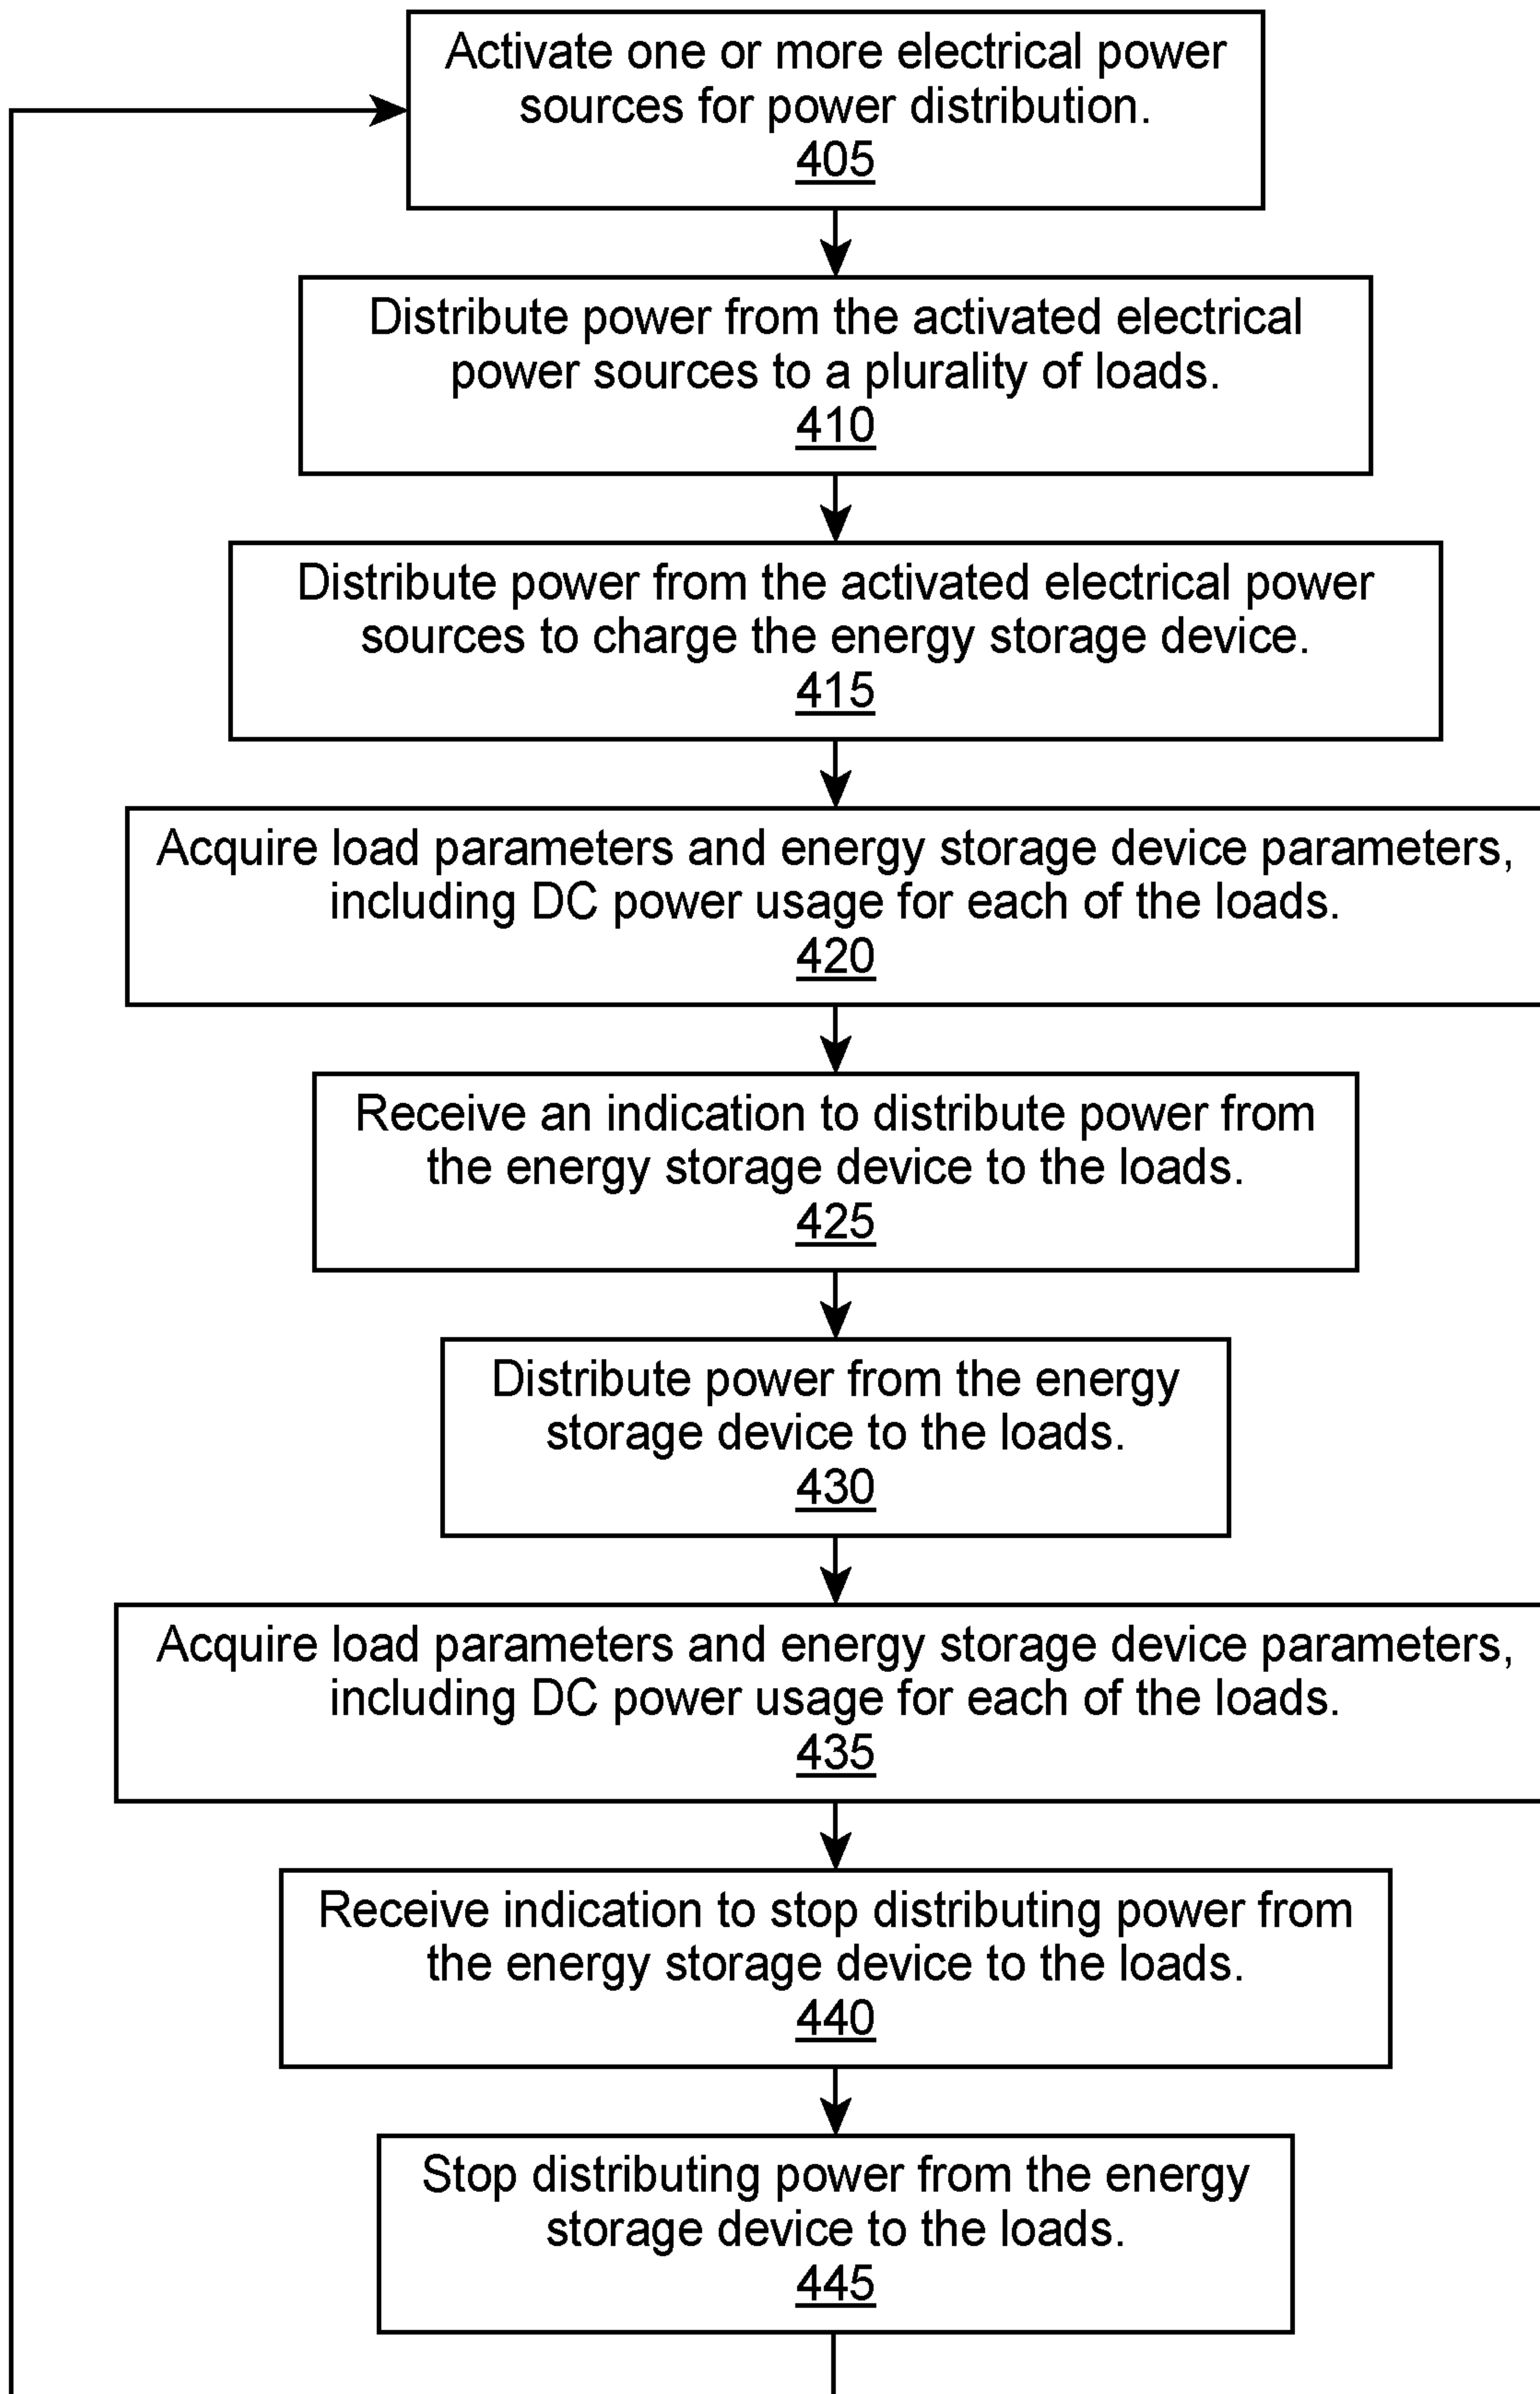 Activate one or more electrical power
sources for power distribution.
405
Distribute power from the activated electrical
power sources to a plurality of loads.
410
Distribute power from the activated electrical power
sources to charge the energy storage device.
415
Acquire load parameters and energy storage device parameters,
including DC power usage for each of the loads.
420
Receive an indication to distribute power from
the energy storage device to the loads.
425
Distribute power from the energy
storage device to the loads.
430
Acquire load parameters and energy storage device parameters,
including DC power usage for each of the loads.
435
Receive indication to stop distributing power from
the energy storage device to the loads.
440
Stop distributing power from the energy
storage device to the loads.
445